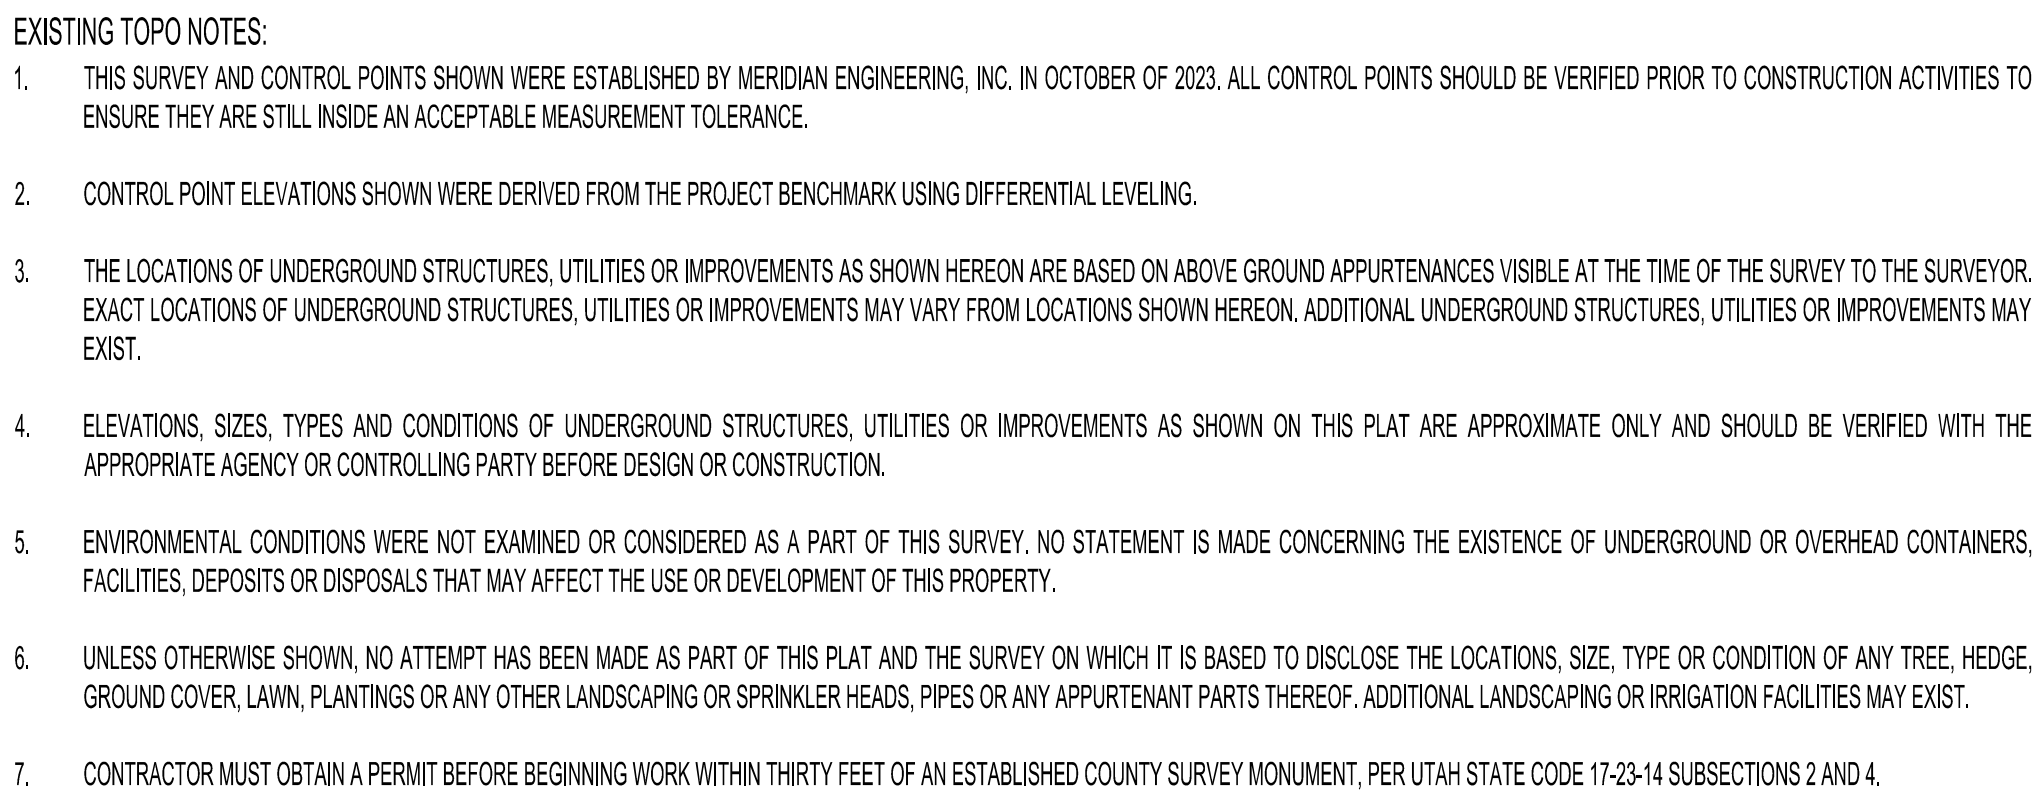 EXISTING TOPO NOTES:
1. THIS SURVEY AND CONTROL POINTS SHOWN WERE ESTABLISHED BY MERIDIAN ENGINEERING, INC. IN OCTOBER OF 2023. ALL CONTROL POINTS SHOULD BE VERIFIED PRIOR TO CONSTRUCTION ACTIVITIES TO
ENSURE THEY ARE STILL INSIDE AN ACCEPTABLE MEASUREMENT TOLERANCE.
2. CONTROL POINT ELEVATIONS SHOWN WERE DERIVED FROM THE PROJECT BENCHMARK USING DIFFERENTIAL LEVELING.
3. THE LOCATIONS OF UNDERGROUND STRUCTURES, UTILITIES OR IMPROVEMENTS AS SHOWN HEREON ARE BASED ON ABOVE GROUND APPURTENANCES VISIBLE AT THE TIME OF THE SURVEY TO THE SURVEYOR.
EXACT LOCATIONS OF UNDERGROUND STRUCTURES, UTILITIES OR IMPROVEMENTS MAY VARY FROM LOCATIONS SHOWN HEREON. ADDITIONAL UNDERGROUND STRUCTURES, UTILITIES OR IMPROVEMENTS MAY
EXIST.
4. ELEVATIONS, SIZES, TYPES AND CONDITIONS OF UNDERGROUND STRUCTURES, UTILITIES OR IMPROVEMENTS AS SHOWN ON THIS PLAT ARE APPROXIMATE ONLY AND SHOULD BE VERIFIED WITH THE
APPROPRIATE AGENCY OR CONTROLLING PARTY BEFORE DESIGN OR CONSTRUCTION.
5. ENVIRONMENTAL CONDITIONS WERE NOT EXAMINED OR CONSIDERED AS A PART OF THIS SURVEY. NO STATEMENT IS MADE CONCERNING THE EXISTENCE OF UNDERGROUND OR OVERHEAD CONTAINERS,
FACILITIES, DEPOSITS OR DISPOSALS THAT MAY AFFECT THE USE OR DEVELOPMENT OF THIS PROPERTY.
6. UNLESS OTHERWISE SHOWN, NO ATTEMPT HAS BEEN MADE AS PART OF THIS PLAT AND THE SURVEY ON WHICH IT IS BASED TO DISCLOSE THE LOCATIONS, SIZE, TYPE OR CONDITION OF ANY TREE, HEDGE,
GROUND COVER, LAWN, PLANTINGS OR ANY OTHER LANDSCAPING OR SPRINKLER HEADS, PIPES OR ANY APPURTENANT PARTS THEREOF. ADDITIONAL LANDSCAPING OR IRRIGATION FACILITIES MAY EXIST.
7. CONTRACTOR MUST OBTAIN A PERMIT BEFORE BEGINNING WORK WITHIN THIRTY FEET OF AN ESTABLISHED COUNTY SURVEY MONUMENT, PER UTAH STATE CODE 17-23-14 SUBSECTIONS 2 AND 4.